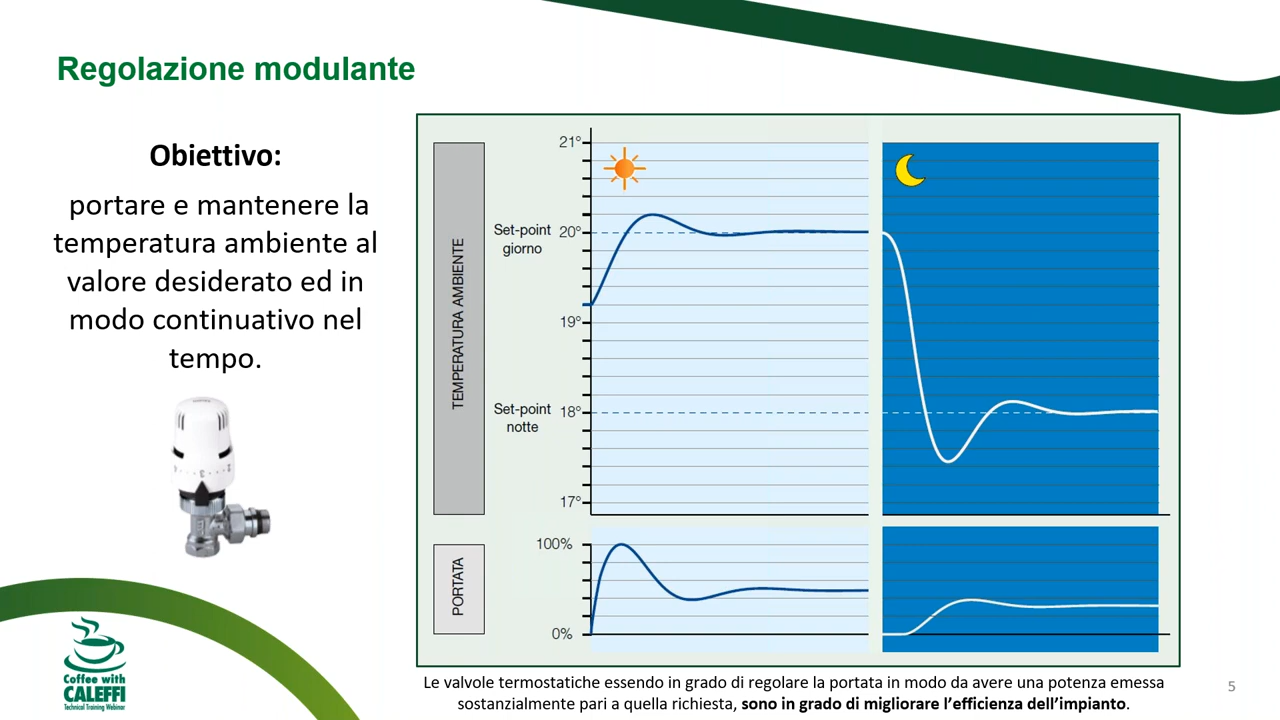 Regolazione modulante
Obiettivo:
portare e mantenere la
temperatura ambiente al
valore desiderato ed in
modo continuativo nel
tempo.
TEMPERATURA AMBIENTE
21°
Set-point
giorno
20°
19°
Set-point
notte
18°
17°
PORTATA
100%
0%
Le valvole termostatiche essendo in grado di regolare la portata in modo da avere una potenza emessa
sostanzialmente pari a quella richiesta, sono in grado di migliorare l'efficienza dell'impianto.
Coffee with
CALEFFI
Technical Training Webinar
5